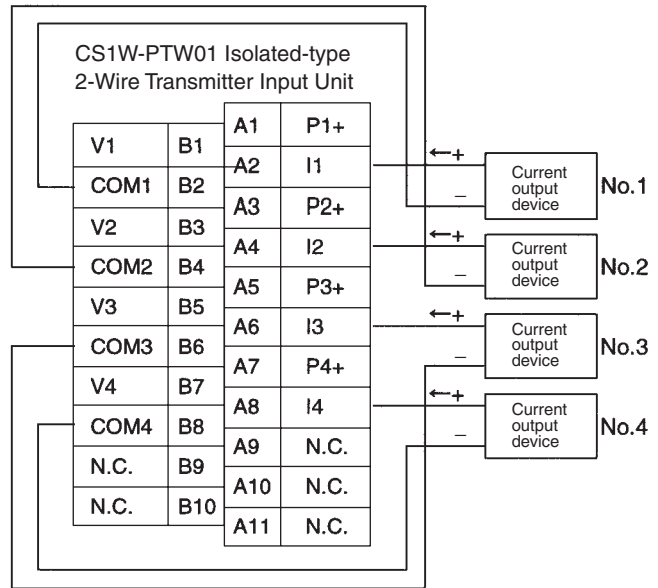 CS1W-PTW01 Isolated-type
2-Wire Transmitter Input Unit
V1 B1
COM1 B2
V2 B3
COM2 B4
V3 B5
COM3 B6
V4 B7
COM4 B8
N.C. B9
N.C. B10
A1 P1+
A2 I1
A3 P2+
A4 I2
A5 P3+
A6 I3
A7 P4+
A8 I4
A9 N.C.
A10 N.C.
A11 N.C.
←+
−
Current
output
device
No.1
←+
−
Current
output
device
No.2
←+
−
Current
output
device
No.3
←+
−
Current
output
device
No.4